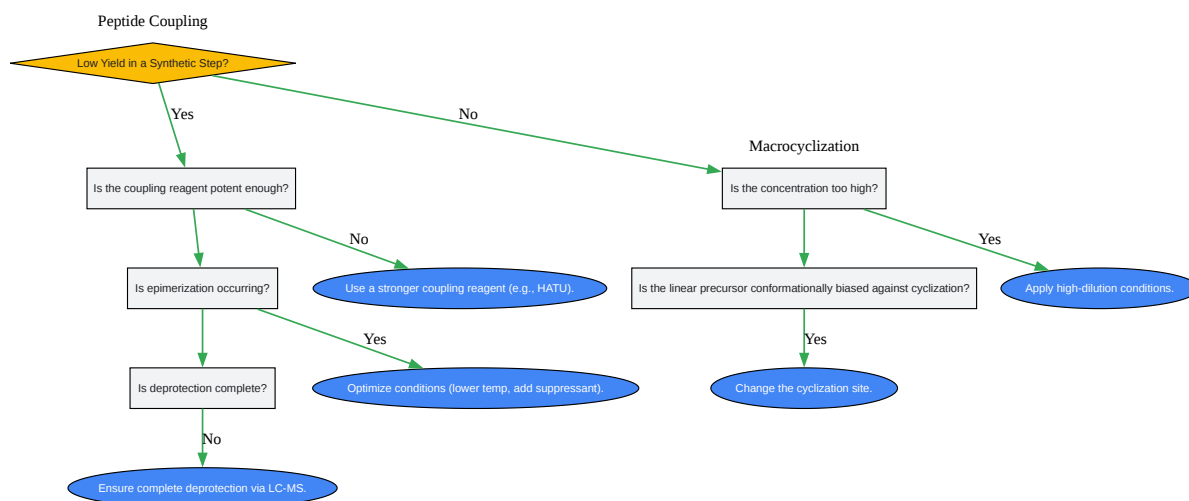 Peptide Coupling
Low Yield in a Synthetic Step?
Yes
No
Macrocyclization
Is the coupling reagent potent enough?
Is the concentration too high?
No
Yes
Is epimerization occurring?
Use a stronger coupling reagent (e.g., HATU).
Is the linear precursor conformationally biased against cyclization?
Apply high-dilution conditions.
Yes
Yes
Is deprotection complete?
Optimize conditions (lower temp, add suppressant).
Change the cyclization site.
No
Ensure complete deprotection via LC-MS.